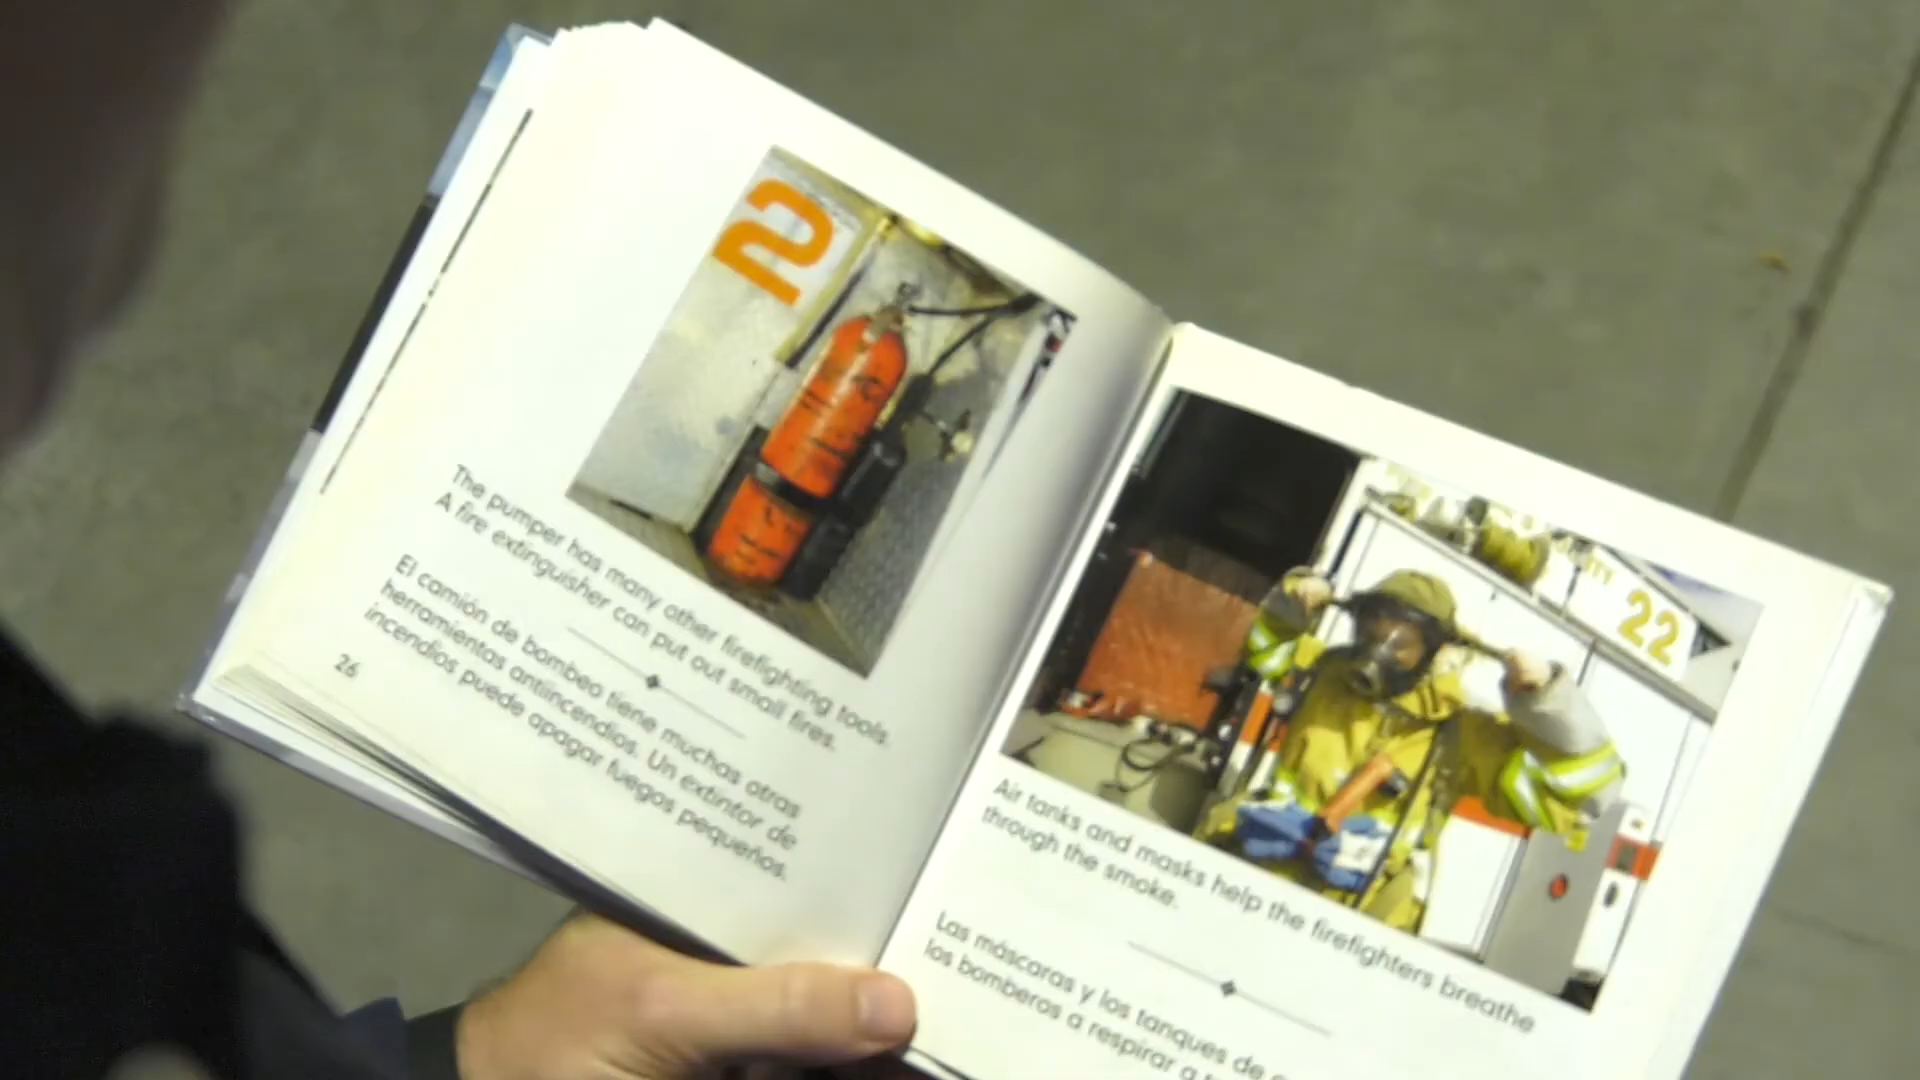 2
The pumper has many other firefighting tools.
A fire extinguisher can put out small fires.
El camión de bombeo tiene muchas otras
herramientas antiincendios. Un extintor de
incendios puede apagar fuegos pequeños.
26
22
Air tanks and masks help the firefighters breathe
through the smoke.
Las máscaras y los tanques de
los bomberos a respirar a